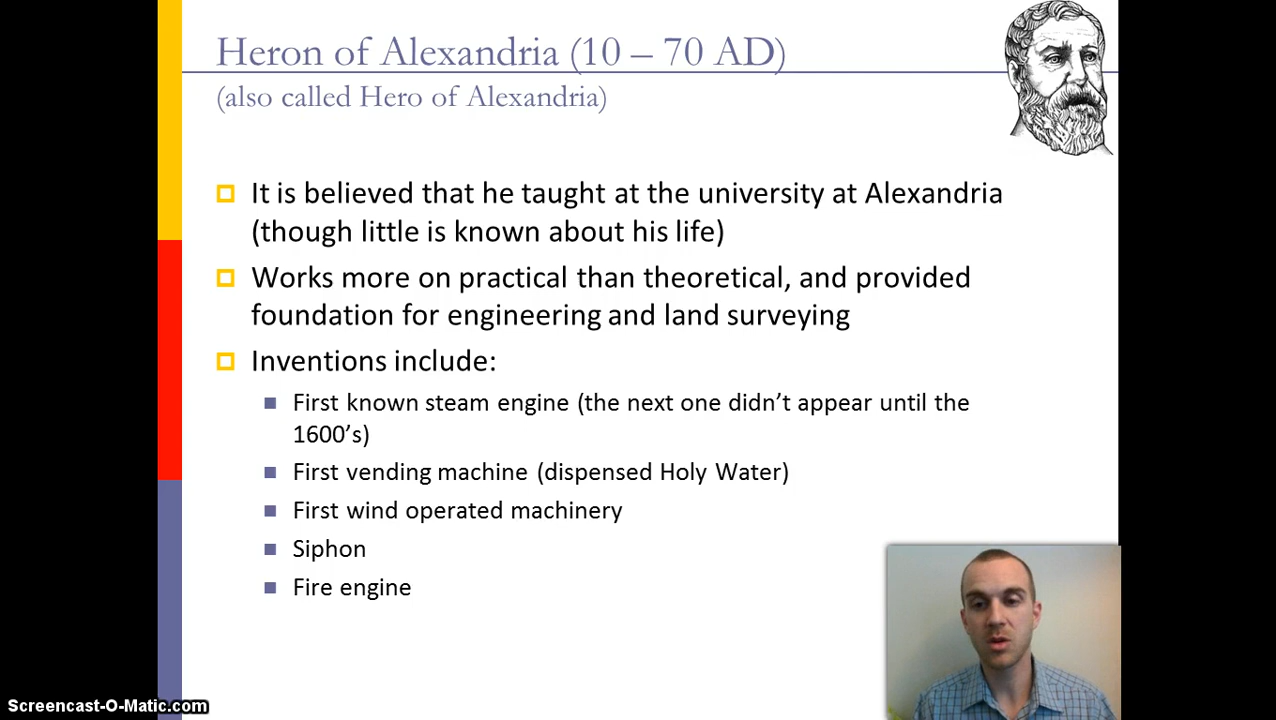 Heron of Alexandria (10 – 70 AD)
(also called Hero of Alexandria)
It is believed that he taught at the university at Alexandria
(though little is known about his life)
Works more on practical than theoretical, and provided
foundation for engineering and land surveying
Inventions include:
First known steam engine (the next one didn’t appear until the
1600’s)
First vending machine (dispensed Holy Water)
First wind operated machinery
Siphon
Fire engine
Screencast-O-Matic.com